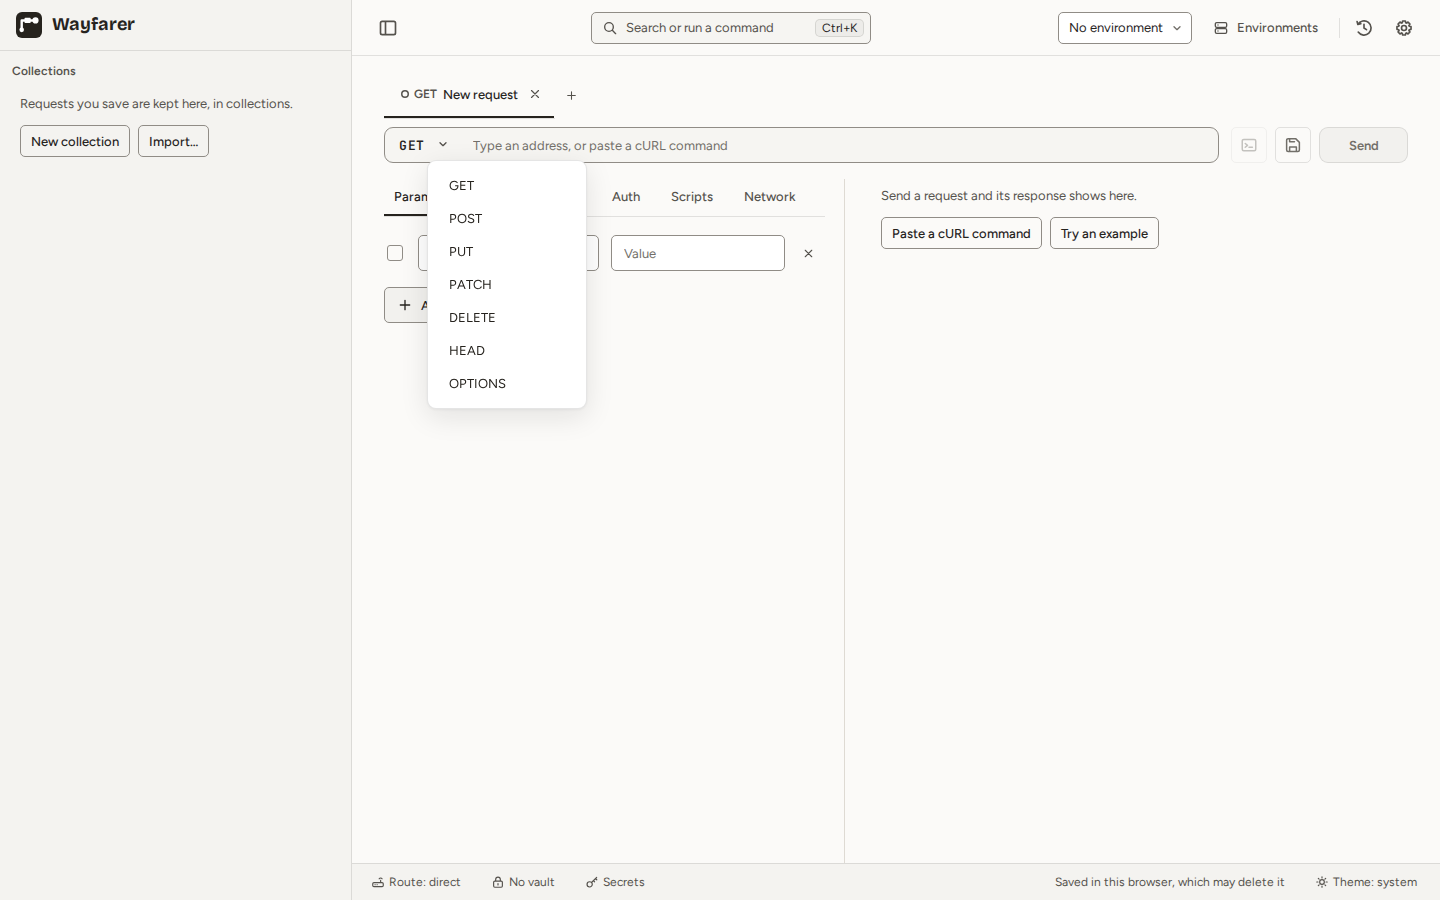 Wayfarer
Search or run a command
Ctrl+K
No environment
Environments
Collections
Requests you save are kept here, in collections.
New collection
Import...
GET New request
GET
Type an address, or paste a cURL command
Send
Auth
Scripts
Network
Value
GET
POST
PUT
PATCH
DELETE
HEAD
OPTIONS
Send a request and its response shows here.
Paste a cURL command
Try an example
Route: direct
No vault
Secrets
Saved in this browser, which may delete it
Theme: system